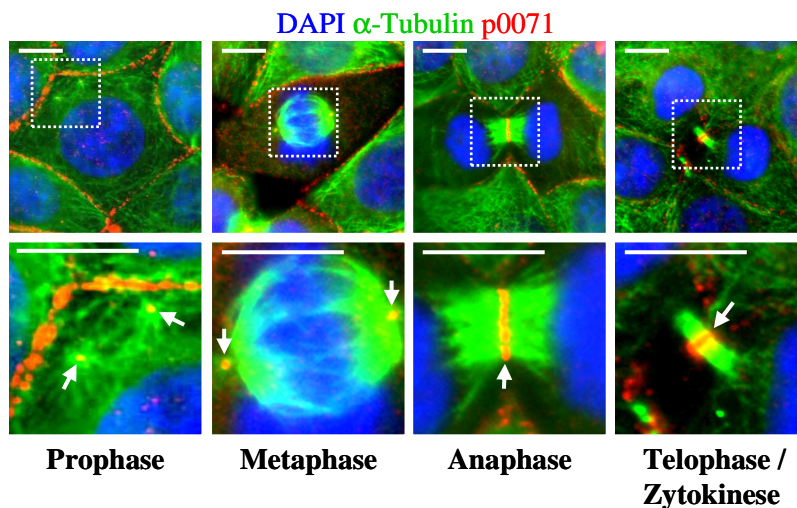 DAPI α-Tubulin p0071
Prophase
Metaphase
Anaphase
Telophase /
Zytokinese